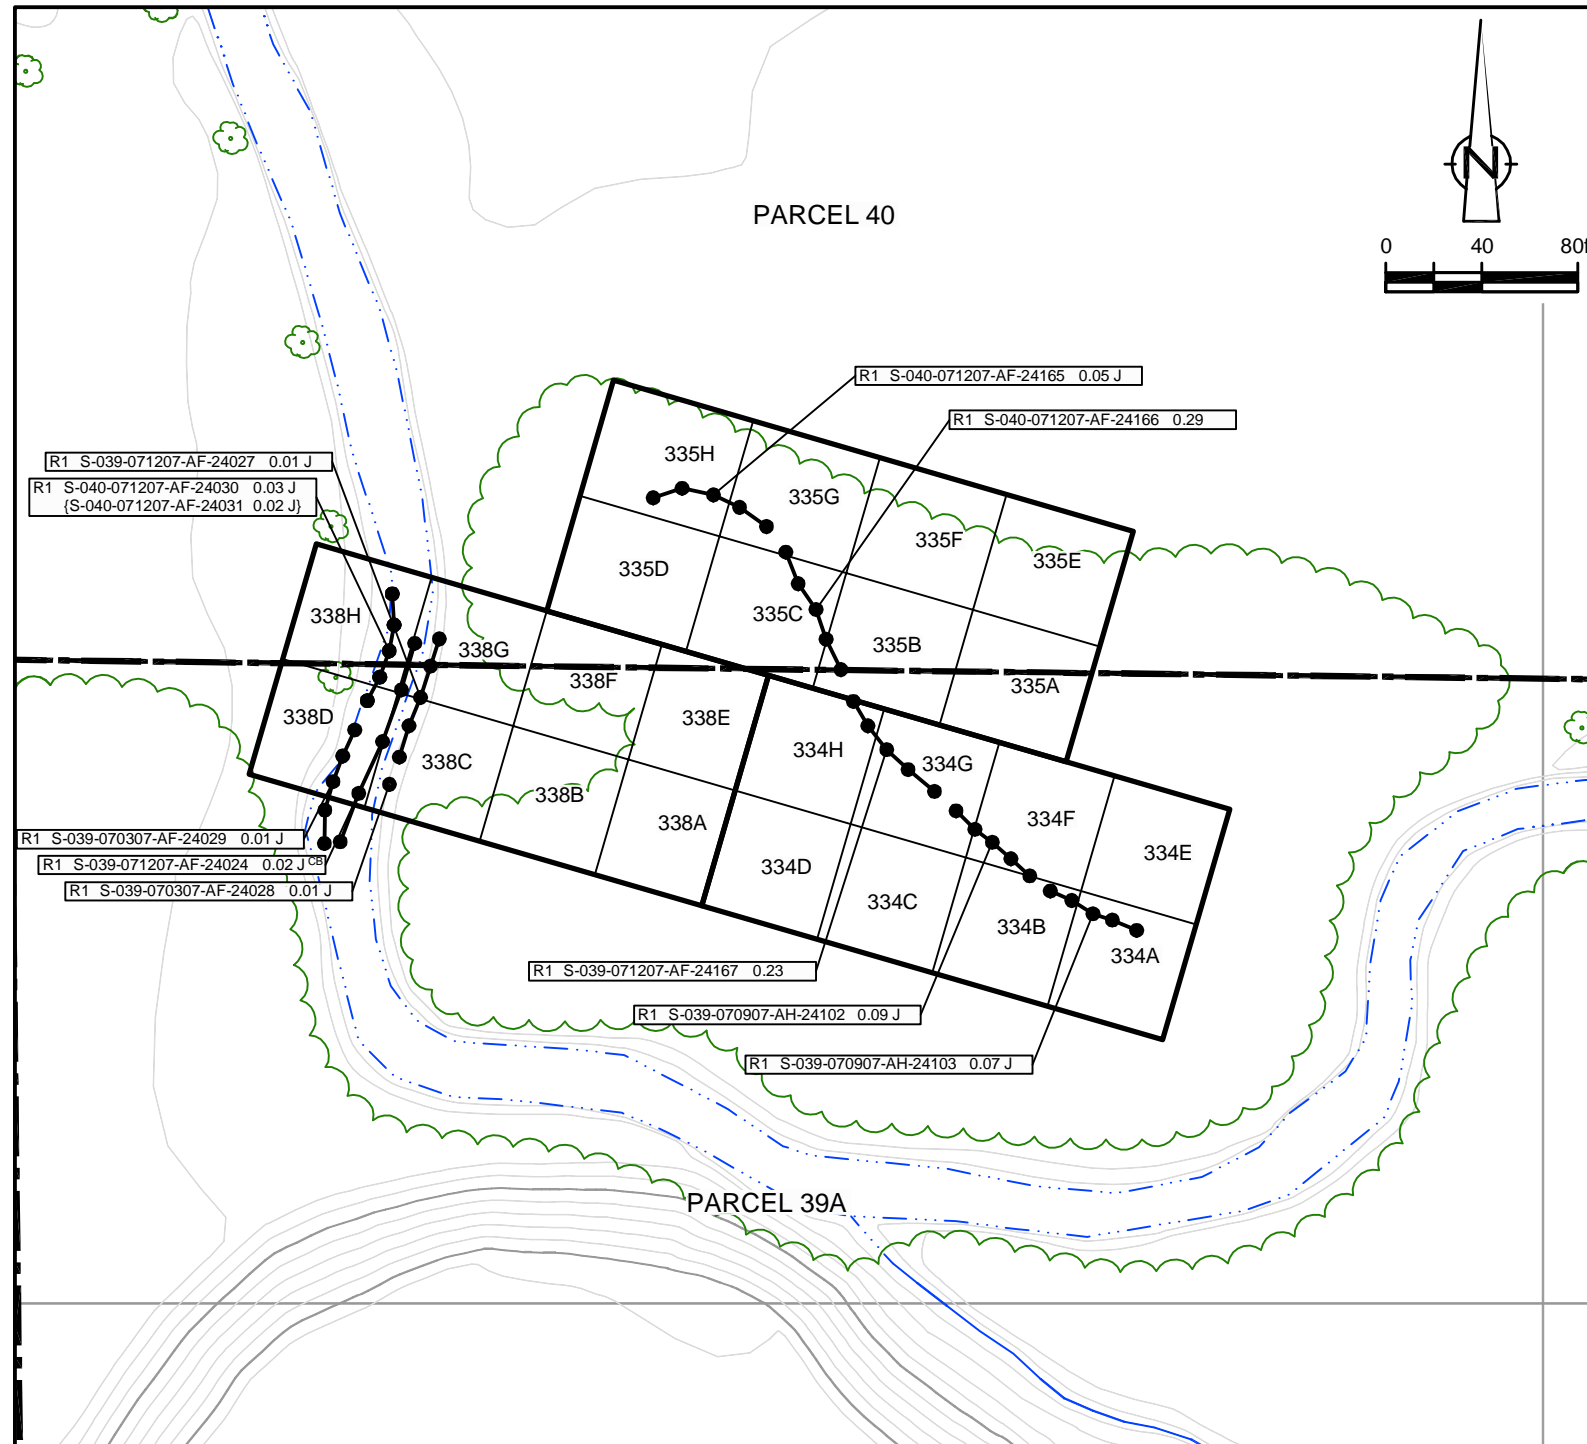 N
PARCEL 40
0 40 80f
R1 S-040-071207-AF-24165 0.05 J
R1 S-040-071207-AF-24166 0.29
R1 S-039-071207-AF-24027 0.01 J
R1 S-040-071207-AF-24030 0.03 J
{S-040-071207-AF-24031 0.02 J}
335H
335G
335F
335E
335D
335C
335B
335A
338H
338G
338F
338E
338D
338C
338B
338A
334H
334G
334F
334E
334D
334C
334B
334A
R1 S-039-070307-AF-24029 0.01 J
R1 S-039-071207-AF-24024 0.02 J CB
R1 S-039-070307-AF-24028 0.01 J
R1 S-039-071207-AF-24167 0.23
R1 S-039-070907-AH-24102 0.09 J
R1 S-039-070907-AH-24103 0.07 J
PARCEL 39A